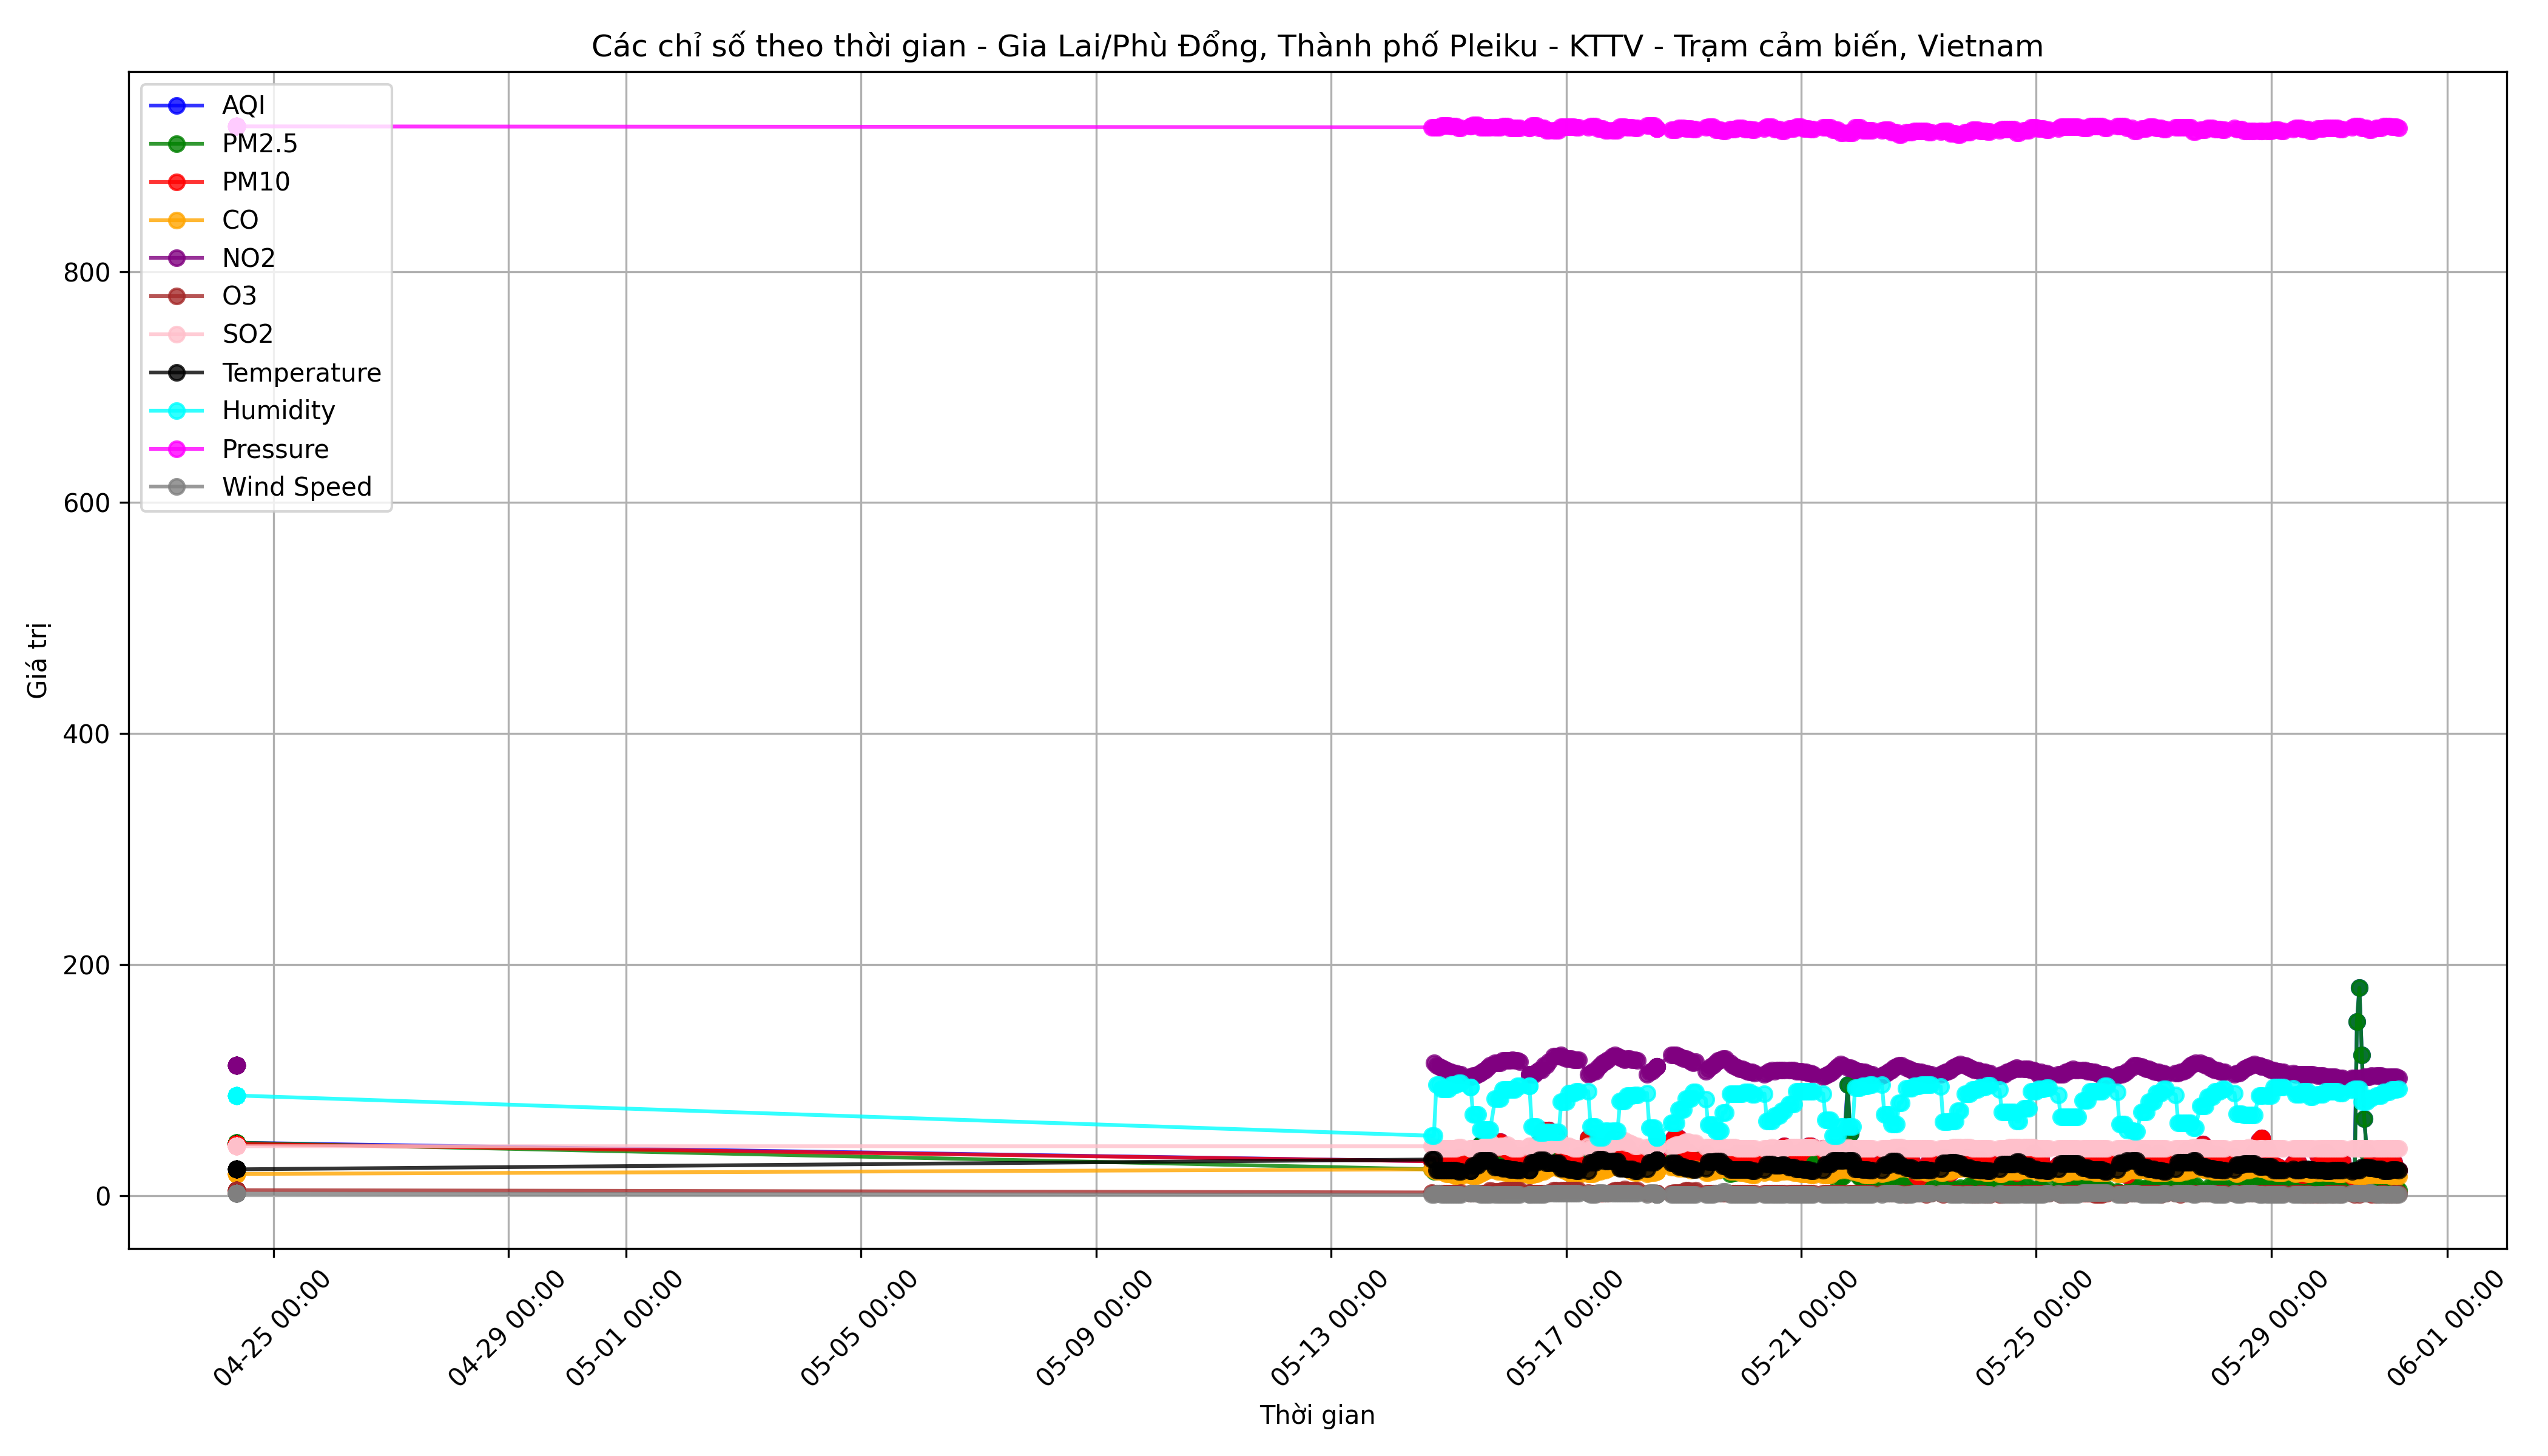 Các chỉ số theo thời gian - Gia Lai/Phù Đổng, Thành phố Pleiku - KTTV - Trạm cảm biến, Vietnam
AQI
PM2.5
PM10
CO
NO2
O3
SO2
Temperature
Humidity
Pressure
Wind Speed
Giá trị
800
600
400
200
0
04-25 00:00
04-29 00:00
05-01 00:00
05-05 00:00
05-09 00:00
05-13 00:00
05-17 00:00
05-21 00:00
05-25 00:00
05-29 00:00
06-01 00:00
Thời gian